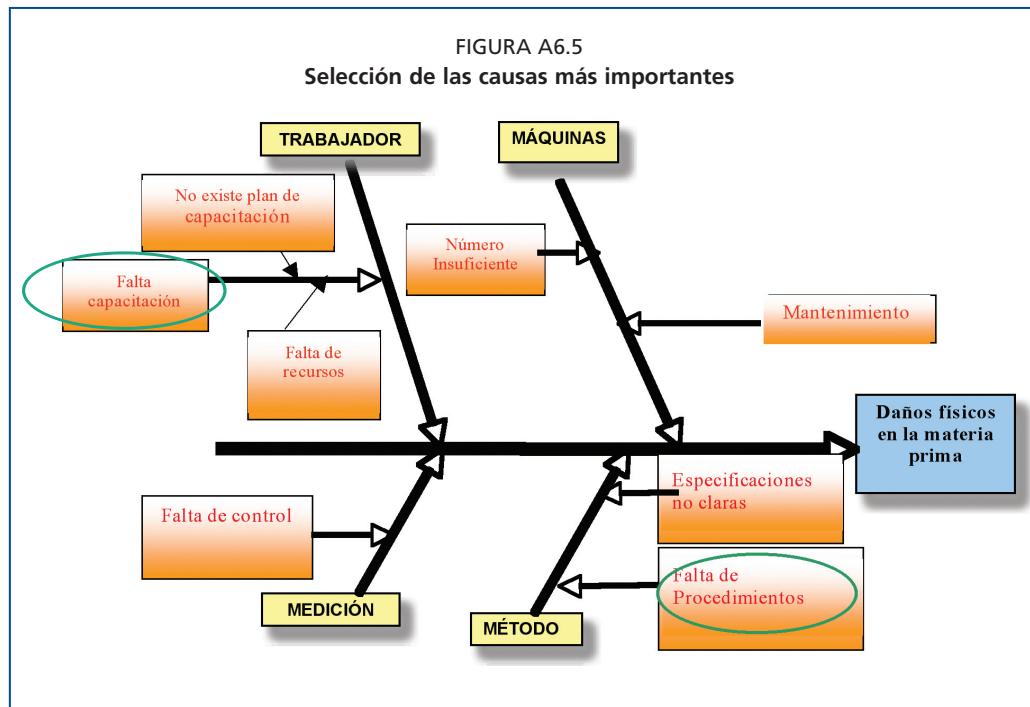 FIGURA A6.5
Selección de las causas más importantes
TRABAJADOR
MÁQUINAS
No existe plan de
capacitación
Número
Insuficiente
Falta
capacitación
Mantenimiento
Falta de
recursos
Daños físicos
en la materia
prima
Especificaciones
no claras
Falta de control
Falta de
Procedimientos
MEDICIÓN
MÉTODO